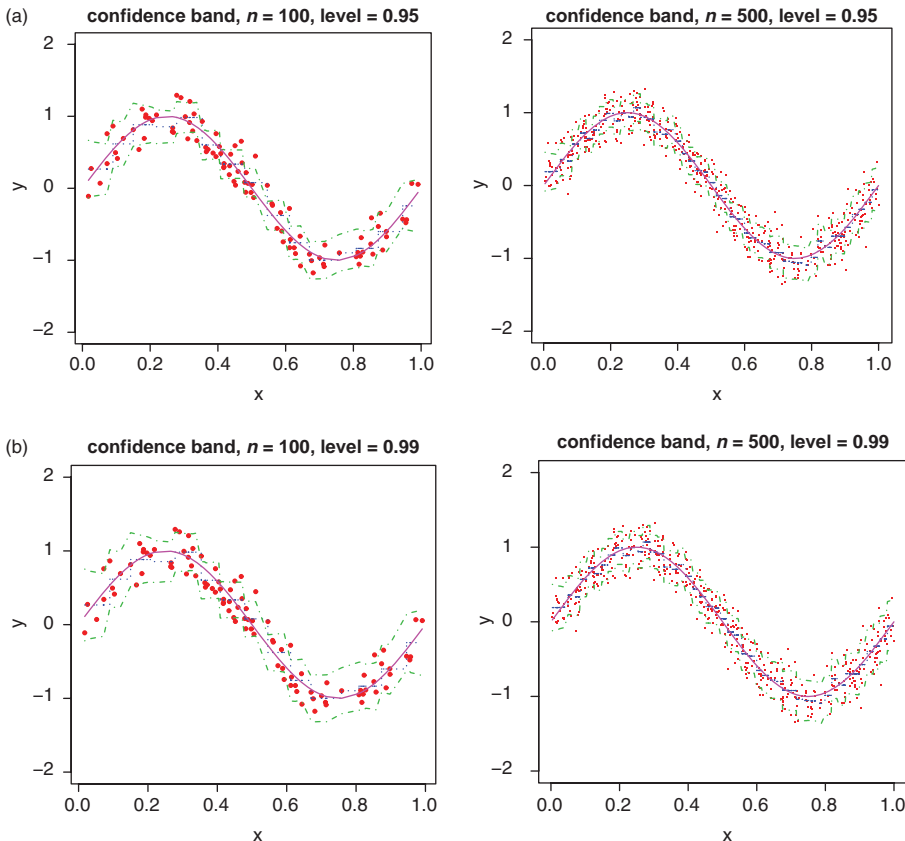 (a)
confidence band, n = 100, level = 0.95
2
1
0
−1
−2
y
0.0 0.2 0.4 0.6 0.8 1.0
x
confidence band, n = 500, level = 0.95
2
1
0
−1
−2
y
0.0 0.2 0.4 0.6 0.8 1.0
x
(b)
confidence band, n = 100, level = 0.99
2
1
0
−1
−2
y
0.0 0.2 0.4 0.6 0.8 1.0
x
confidence band, n = 500, level = 0.99
2
1
0
−1
−2
y
0.0 0.2 0.4 0.6 0.8 1.0
x